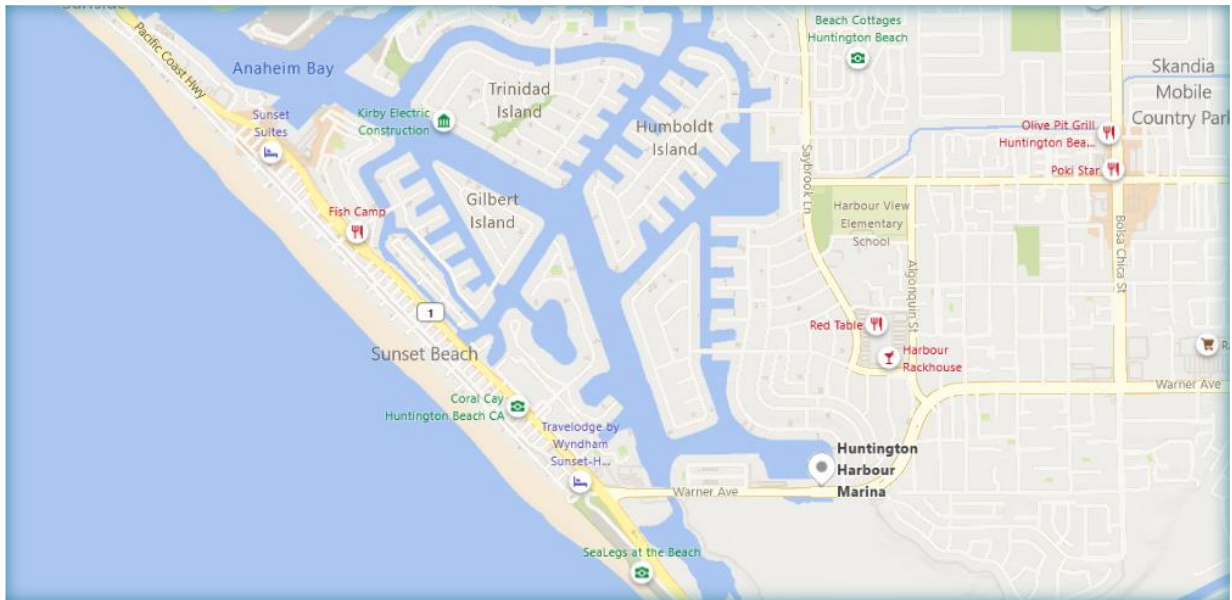 Surfside
Pacific Coast Hwy
Anaheim Bay
Sunset
Suites
Kirby Electric
Construction
Trinidad
Island
Humboldt
Island
Beach Cottages
Huntington Beach
Skandia
Mobile
Country Park
Olive Pit Grill
Huntington Bea...
Poki Star
Saybrook Ln
Fish Camp
Gilbert
Island
Harbour View
Elementary
School
Algonquin St
Bolsa Chica St
1
Red Table
Harbour
Rackhouse
Sunset Beach
Warner Ave
Coral Cay
Huntington Beach CA
Travelodge by
Wyndham
Sunset-H...
Huntington
Harbour
Marina
Warner Ave
SeaLegs at the Beach